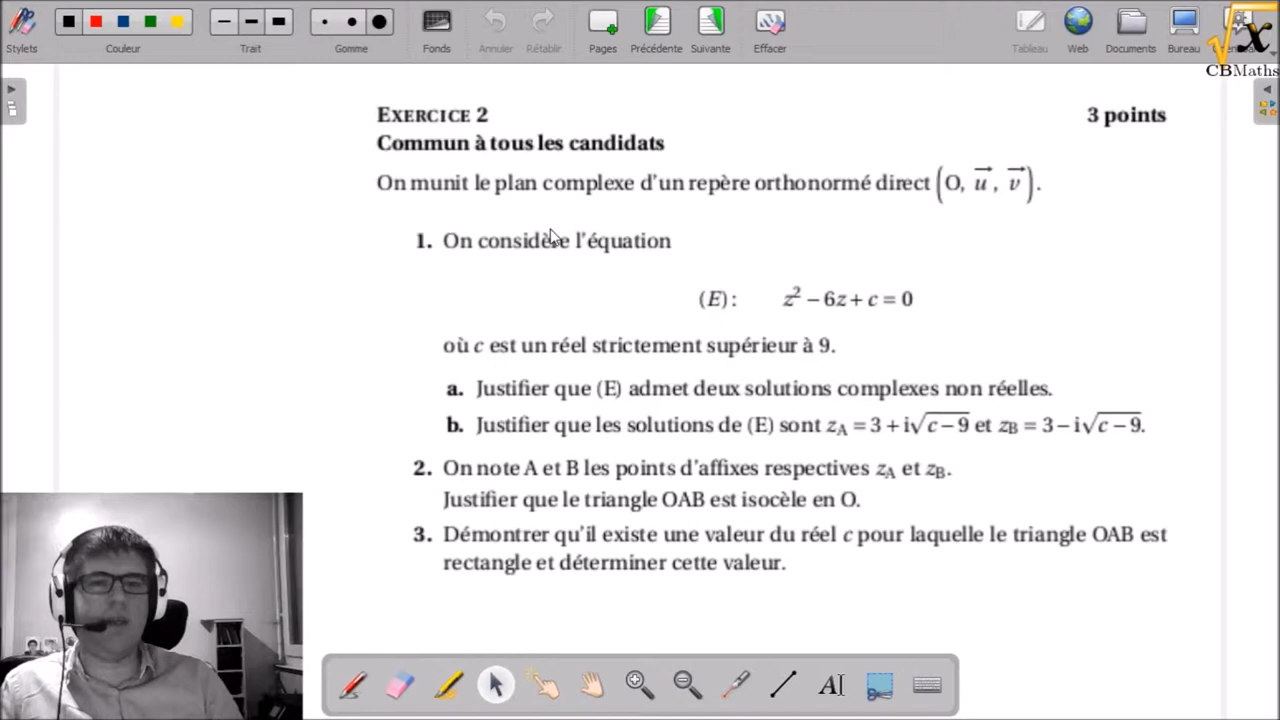 Stylets
Couleur
Trait
Gomme
Fonds
Annuler
Rétablir
Pages
Précédente
Suivante
Effacer
Tableau
Web
Documents
Bureau
√x
CBMaths
EXERCICE 2 3 points
Commun à tous les candidats
On munit le plan complexe d'un repère orthonormé direct (O, u⃗, v⃗).
1. On considère l'équation
(E): z² − 6z + c = 0
où c est un réel strictement supérieur à 9.
a. Justifier que (E) admet deux solutions complexes non réelles.
b. Justifier que les solutions de (E) sont zA = 3 + i√(c − 9) et zB = 3 − i√(c − 9).
2. On note A et B les points d'affixes respectives zA et zB.
Justifier que le triangle OAB est isocèle en O.
3. Démontrer qu'il existe une valeur du réel c pour laquelle le triangle OAB est
rectangle et déterminer cette valeur.
AI